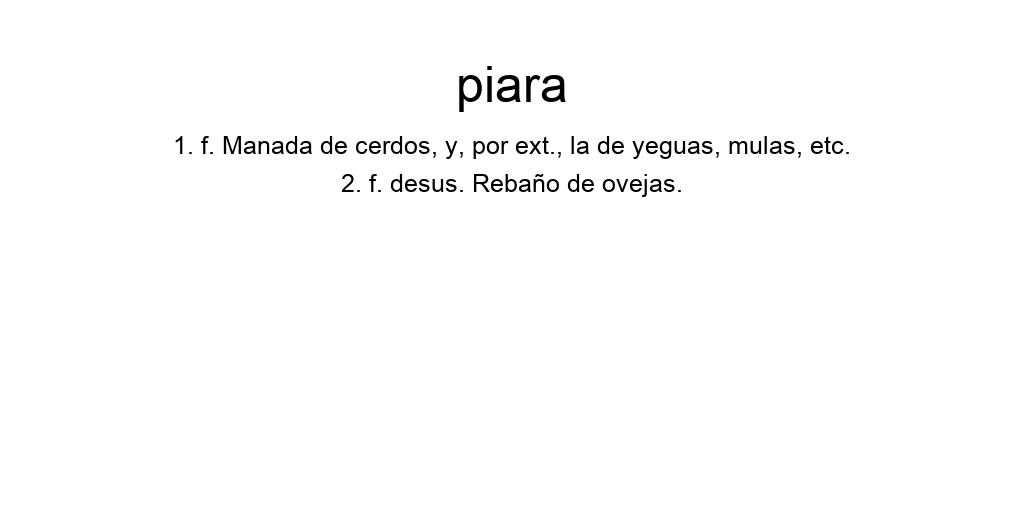 piara
1. f. Manada de cerdos, y, por ext., la de yeguas, mulas, etc.
2. f. desus. Rebaño de ovejas.